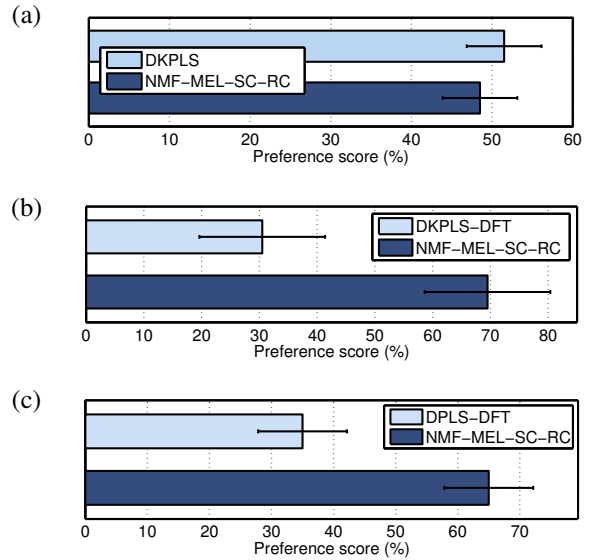 (a)
DKPLS
NMF-MEL-SC-RC
0 10 20 30 40 50 60
Preference score (%)
(b)
DKPLS-DFT
NMF-MEL-SC-RC
0 10 20 30 40 50 60 70 80
Preference score (%)
(c)
DPLS-DFT
NMF-MEL-SC-RC
0 10 20 30 40 50 60 70
Preference score (%)